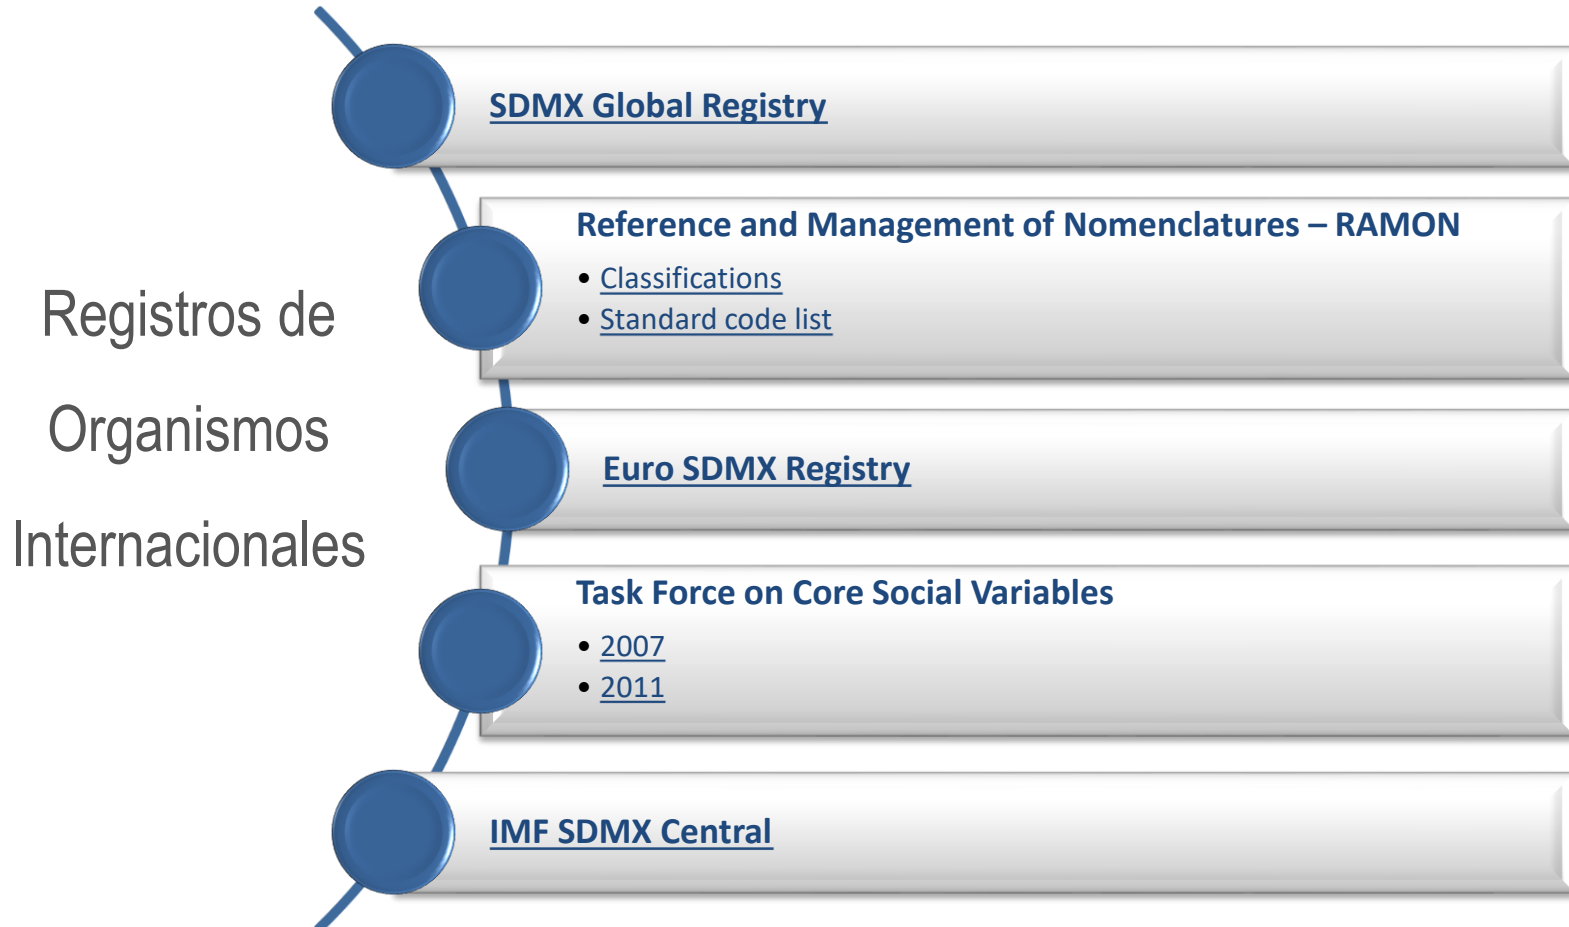 Registros de
Organismos
Internacionales
SDMX Global Registry
Reference and Management of Nomenclatures – RAMON
• Classifications
• Standard code list
Euro SDMX Registry
Task Force on Core Social Variables
• 2007
• 2011
IMF SDMX Central